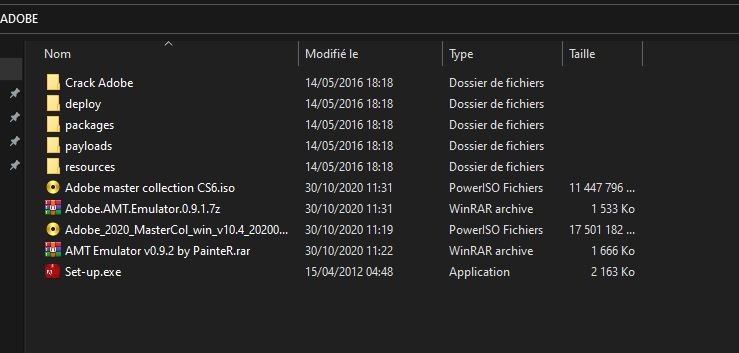 ADOBE
Nom Modifié le Type Taille
Crack Adobe 14/05/2016 18:18 Dossier de fichiers
deploy 14/05/2016 18:18 Dossier de fichiers
packages 14/05/2016 18:18 Dossier de fichiers
payloads 14/05/2016 18:18 Dossier de fichiers
resources 14/05/2016 18:18 Dossier de fichiers
Adobe master collection CS6.iso 30/10/2020 11:31 PowerISO Fichiers 11 447 796 ...
Adobe.AMT.Emulator.0.9.1.7z 30/10/2020 11:31 WinRAR archive 1 533 Ko
Adobe_2020_MasterCol_win_v10.4_20200... 30/10/2020 11:19 PowerISO Fichiers 17 501 182 ...
AMT Emulator v0.9.2 by PainteR.rar 30/10/2020 11:22 WinRAR archive 1 666 Ko
Set-up.exe 15/04/2012 04:48 Application 2 163 Ko